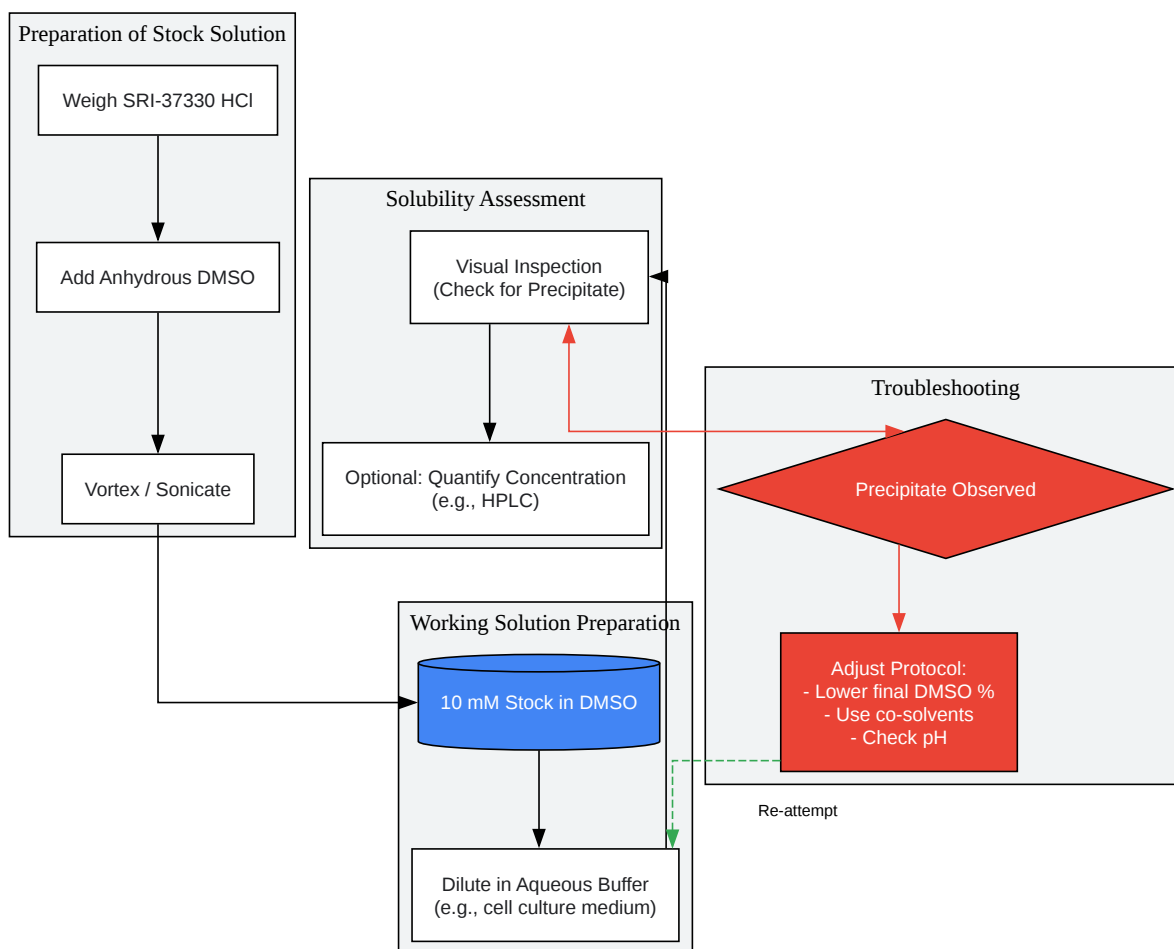 Preparation of Stock Solution
Weigh SRI-37330 HCl
Add Anhydrous DMSO
Vortex / Sonicate
Solubility Assessment
Visual Inspection
(Check for Precipitate)
Optional: Quantify Concentration
(e.g., HPLC)
Troubleshooting
Precipitate Observed
Adjust Protocol:
- Lower final DMSO %
- Use co-solvents
- Check pH
Re-attempt
Working Solution Preparation
10 mM Stock in DMSO
Dilute in Aqueous Buffer
(e.g., cell culture medium)